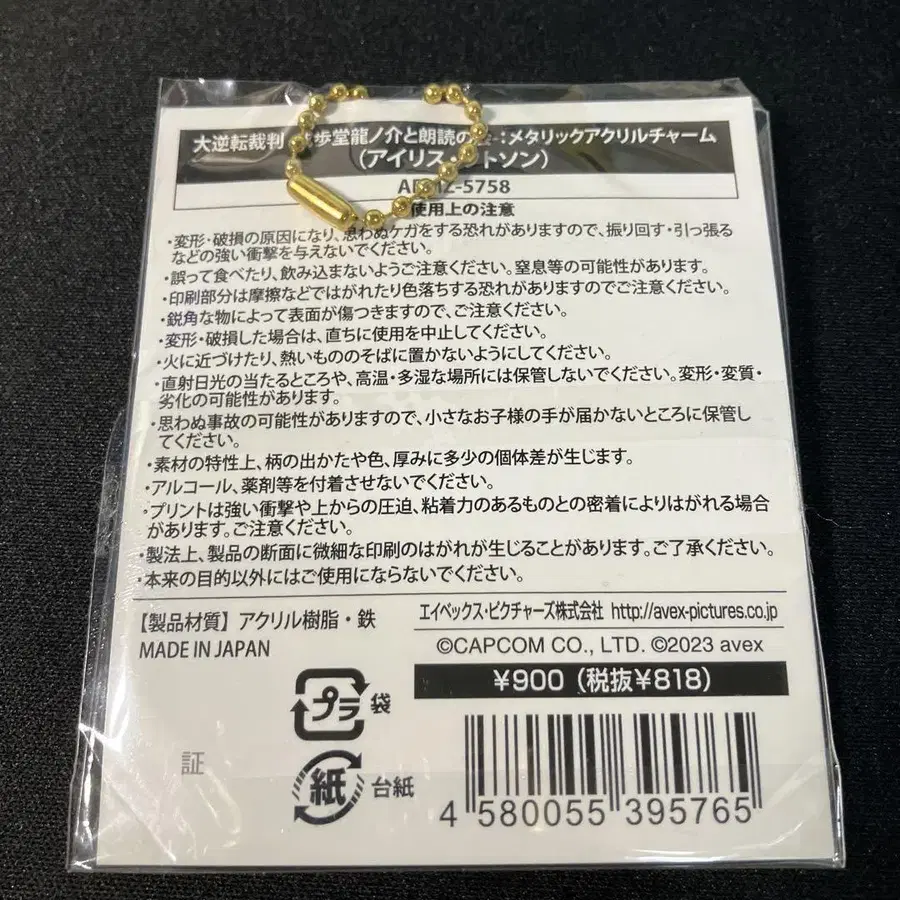 大逆転裁判 歩堂龍ノ介と朗読の :メタリックアクリルチャーム
(アイリス・ トソン)
-5758
使用上の注意
・変形・破損の原因になり、思わぬケガをする恐れがありますので、振り回す・引っ張る
などの強い衝撃を与えないでください。
・誤って食べたり、飲み込まないようご注意ください。窒息等の可能性があります。
・印刷部分は摩擦などではがれたり色落ちする恐れがありますのでご注意ください。
・鋭角な物によって表面が傷つきますので、ご注意ください。
・変形・破損した場合は、直ちに使用を中止してください。
・火に近づけたり、熱いもののそばに置かないようにしてください。
・直射日光の当たるところや、高温・多湿な場所には保管しないでください。変形・変質・
劣化の可能性があります。
・思わぬ事故の可能性がありますので、小さなお子様の手が届かないところに保管し
てください。
・素材の特性上、柄の出かたや色、厚みに多少の個体差が生じます。
・アルコール、薬剤等を付着させないでください。
・プリントは強い衝撃や上からの圧迫、粘着力のあるものとの密着によりはがれる場合
があります。ご注意ください。
・製法上、製品の断面に微細な印刷のはがれが生じることがあります。ご了承ください。
・本来の目的以外にはご使用にならないでください。
【製品材質】アクリル樹脂・鉄
MADE IN JAPAN
エイベックス・ピクチャーズ株式会社 http://avex-pictures.co.jp
©CAPCOM CO., LTD. ©2023 avex
¥900 (税抜¥818)
プラ 袋
紙 台紙
証
4 580055 395765